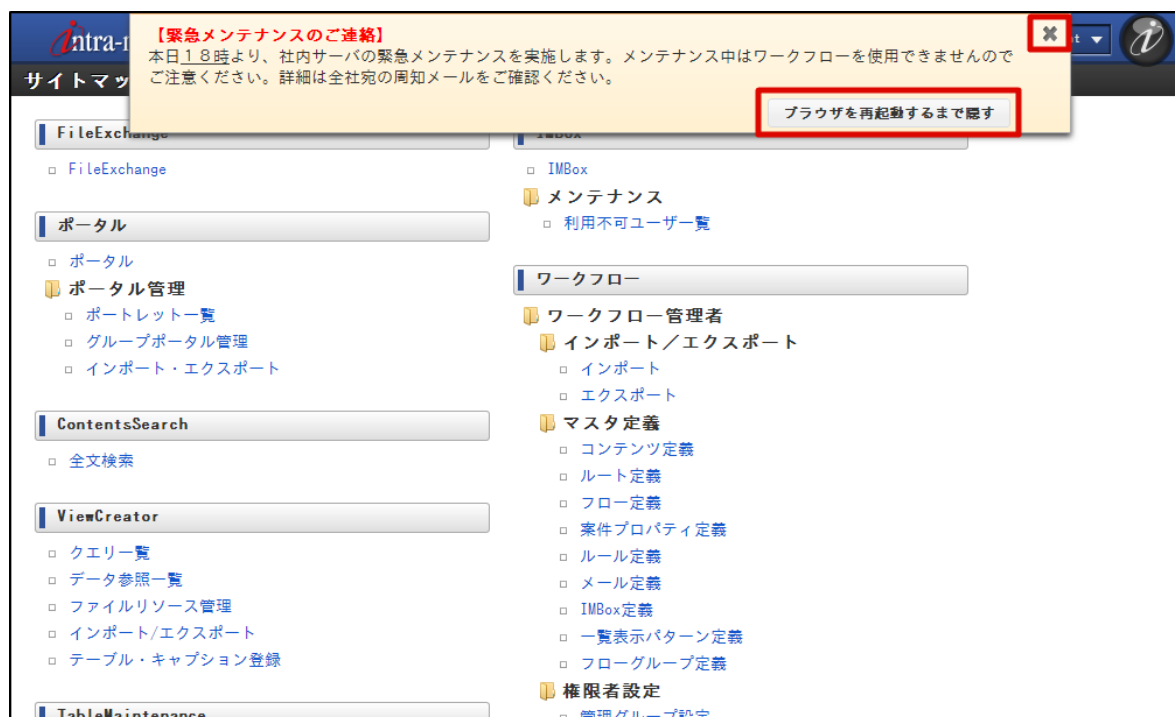 intra-m
【緊急メンテナンスのご連絡】
本日18時より、社内サーバの緊急メンテナンスを実施します。メンテナンス中はワークフローを使用できませんので
ご注意ください。詳細は全社宛の周知メールをご確認ください。
ブラウザを再起動するまで隠す
サイトマッ
FileExchange
FileExchange
ポータル
ポータル
ポータル管理
ポートレット一覧
グループポータル管理
インポート・エクスポート
ContentsSearch
全文検索
ViewCreator
クエリ一覧
データ参照一覧
ファイルリソース管理
インポート/エクスポート
テーブル・キャプション登録
TableMaintenance
IMBox
IMBox
メンテナンス
利用不可ユーザー覧
ワークフロー
ワークフロー管理者
インポート／エクスポート
インポート
エクスポート
マスタ定義
コンテンツ定義
ルート定義
フロー定義
案件プロパティ定義
ルール定義
メール定義
IMBox定義
一覧表示パターン定義
フローグループ定義
権限者設定
管理グループ設定